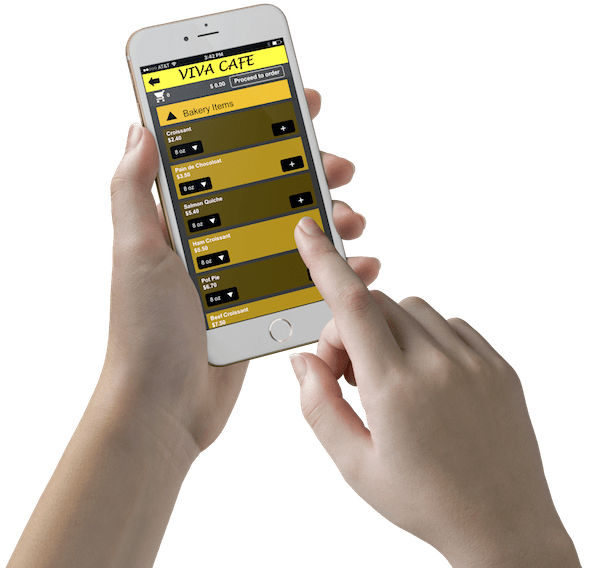 AT&T 3:43 PM
VIVA CAFE
0 $ 0.00 Proceed to order
Bakery Items
Croissant
$2.40
8 oz
+
Pain de Chocolat
$3.50
8 oz
+
Salmon Quiche
$5.40
8 oz
+
Ham Croissant
$5.50
8 oz
Pot Pie
$6.70
8 oz
Beef Croissant
$7.50